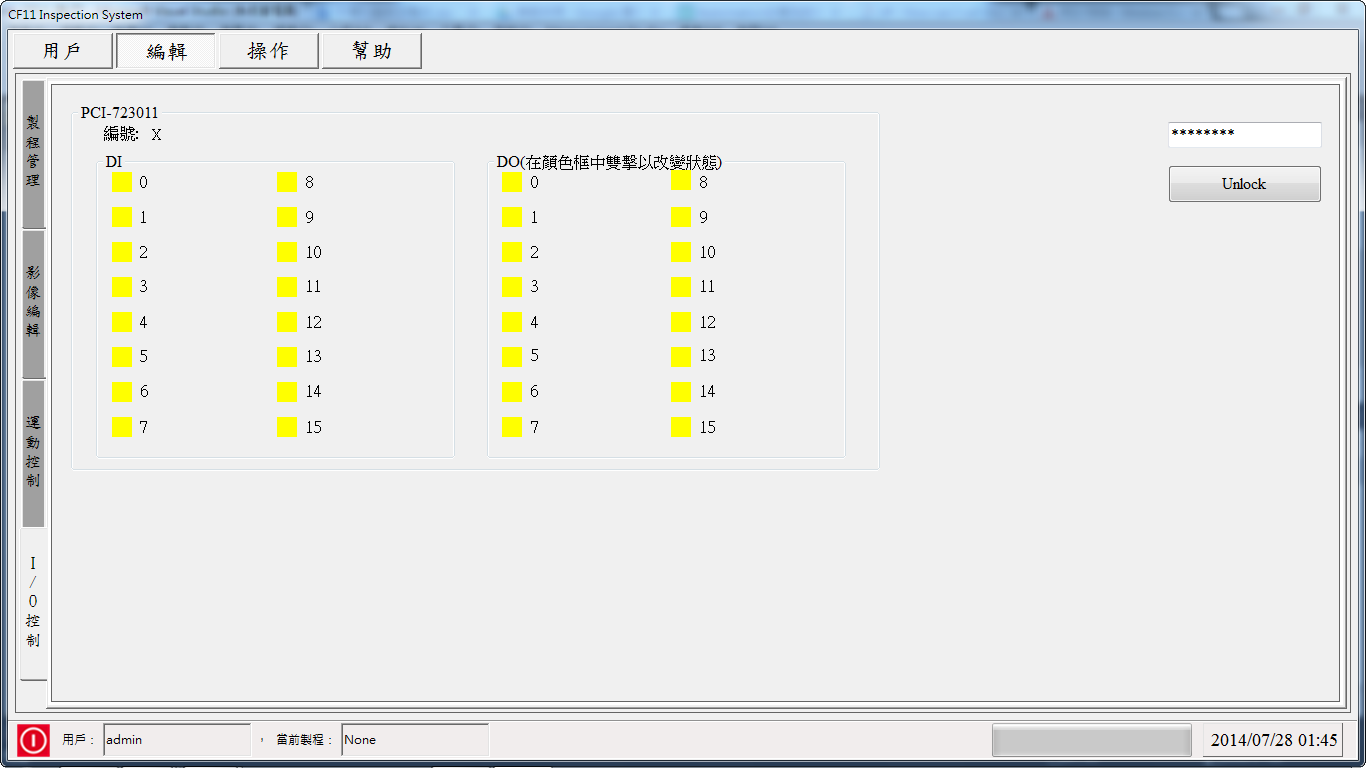 CF11 Inspection System
用戶 編輯 操作 幫助
製程管理
影像編輯
運動控制
I/O控制
PCI-723011
編號: X
DI
0 8
1 9
2 10
3 11
4 12
5 13
6 14
7 15
DO(在顏色框中雙擊以改變狀態)
0 8
1 9
2 10
3 11
4 12
5 13
6 14
7 15
********
Unlock
用戶： admin ， 當前製程： None 2014/07/28 01:45